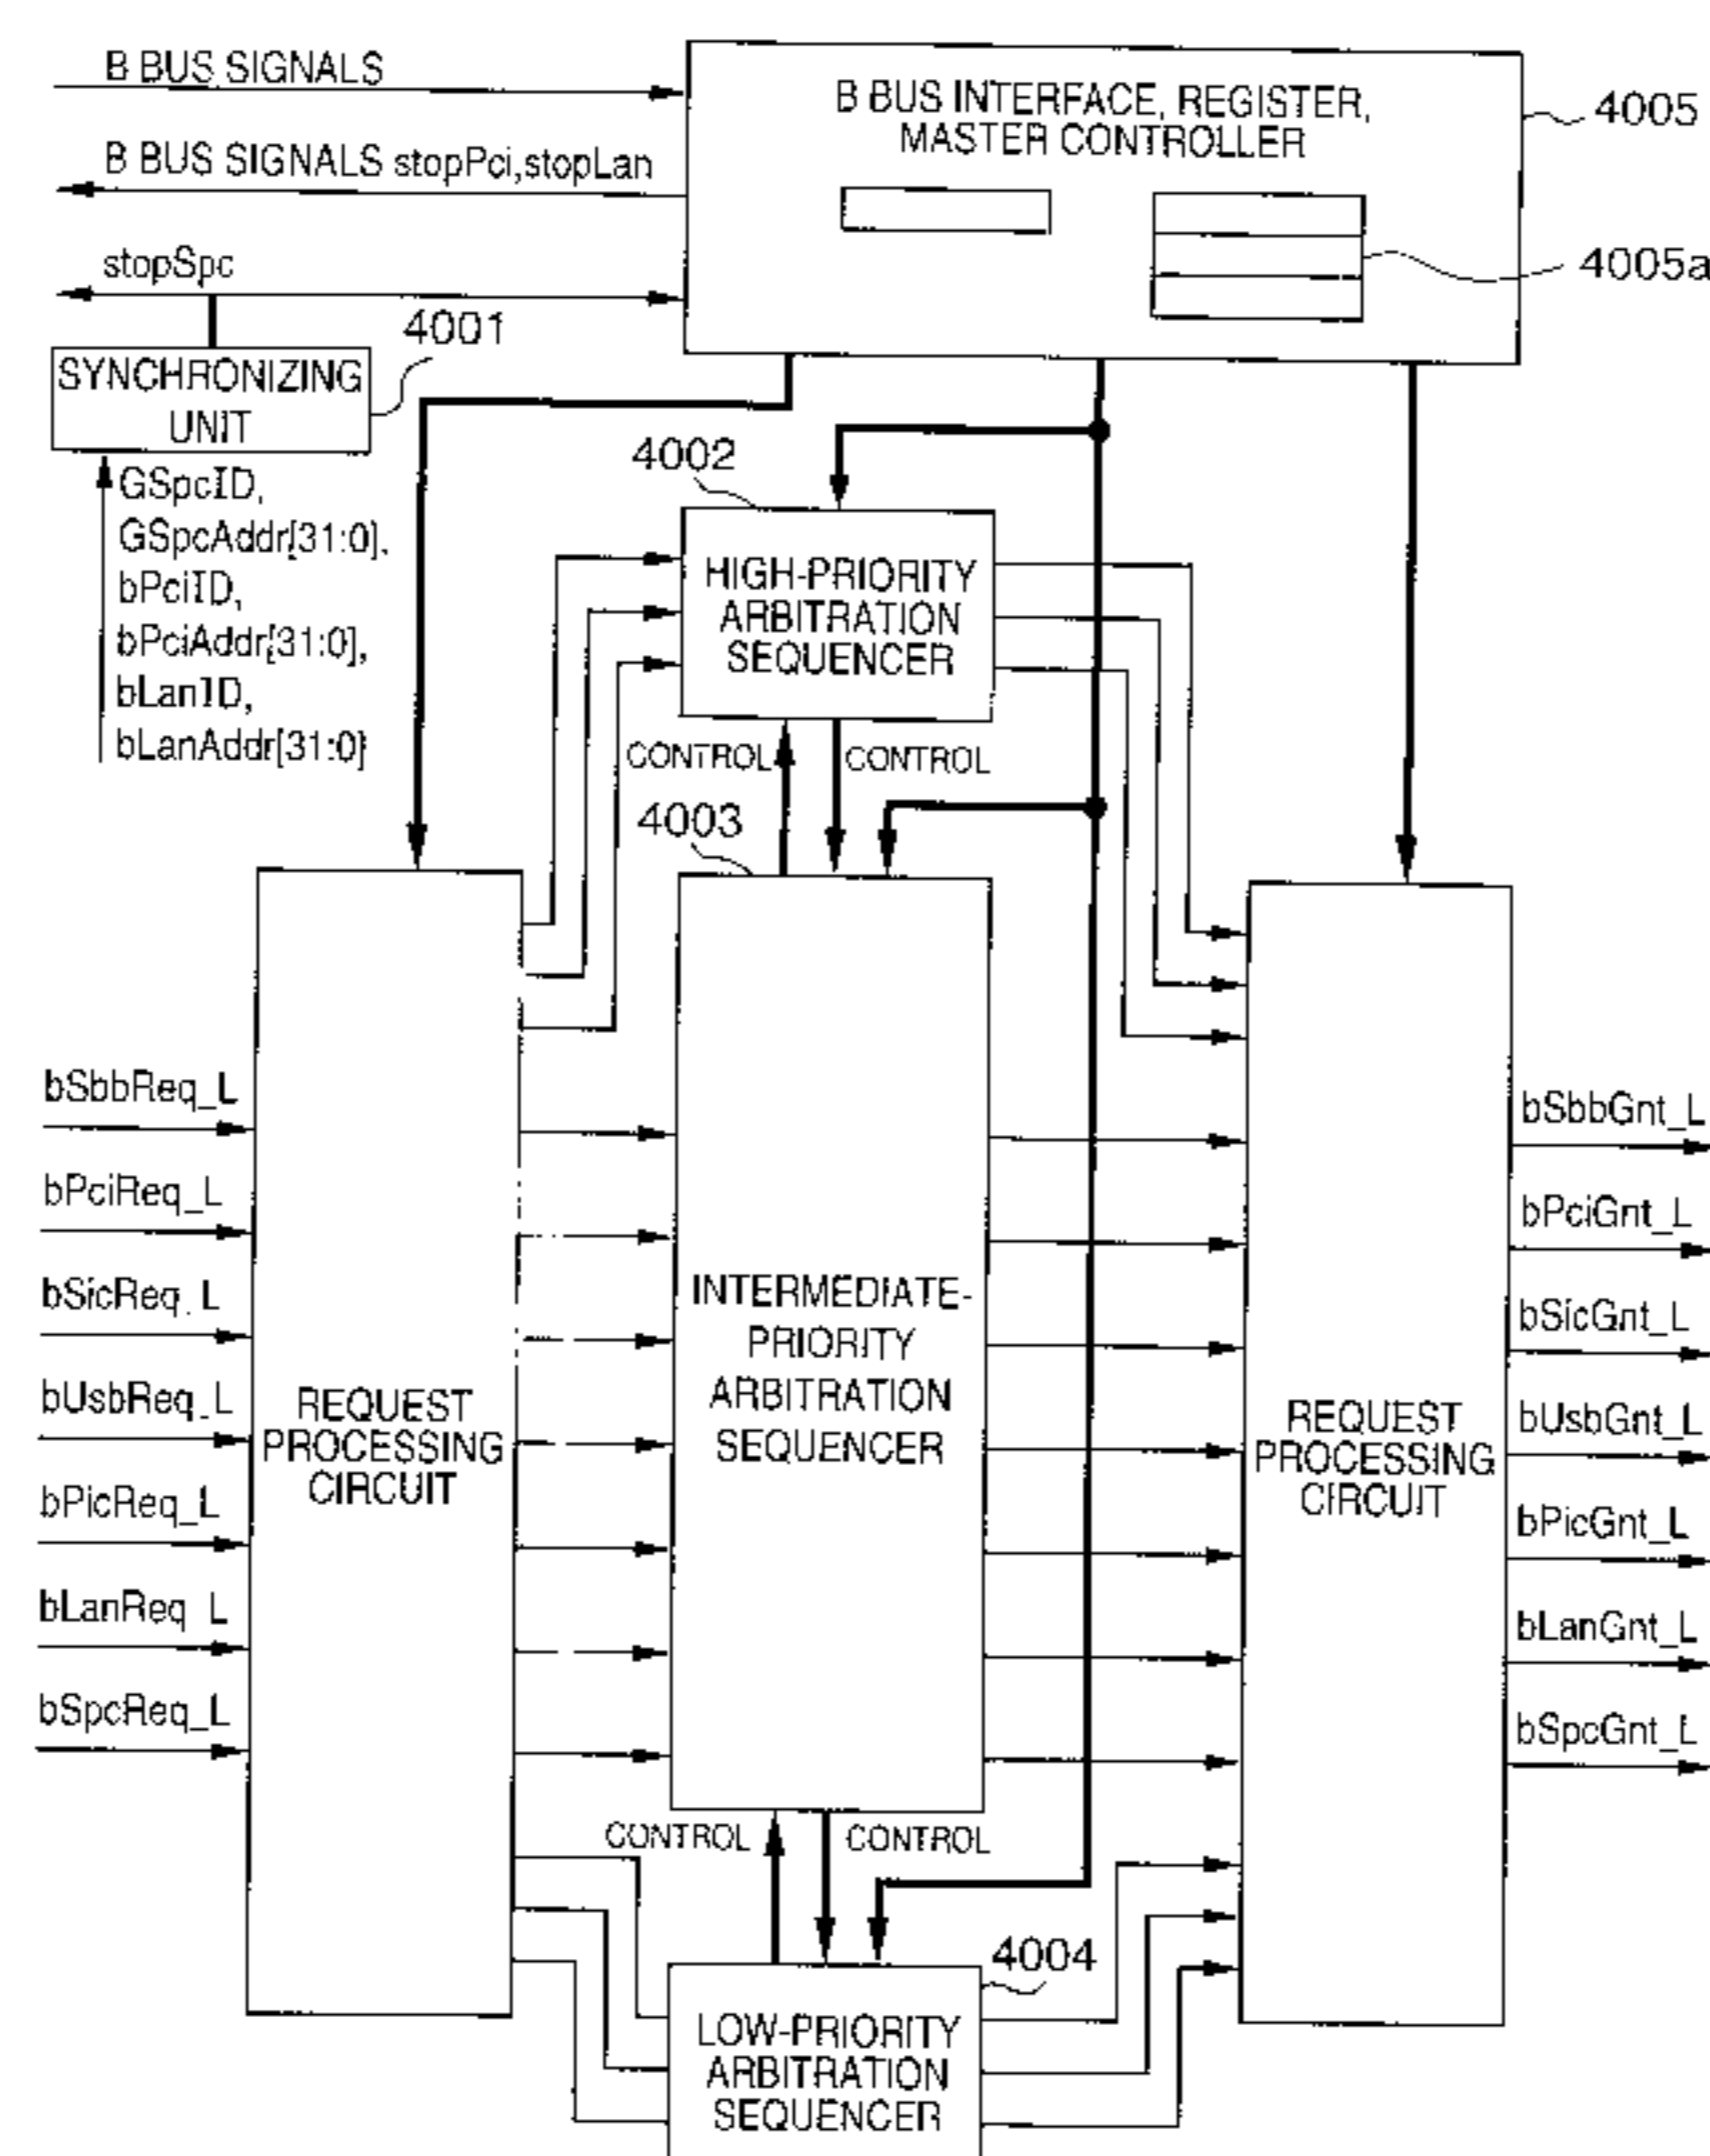 B BUS SIGNALS
B BUS SIGNALS stopPci,stopLan
stopSpc
B BUS INTERFACE, REGISTER,
MASTER CONTROLLER
4005
4005a
4001
SYNCHRONIZING
UNIT
GSpcID,
GSpcAddr[31:0],
bPciID,
bPciAddr[31:0],
bLanID,
bLanAddr[31:0]
4002
HIGH-PRIORITY
ARBITRATION
SEQUENCER
CONTROL
CONTROL
4003
bSbbReq_L
bPciReq_L
bSicReq_L
bUsbReq_L
bPicReq_L
bLanReq_L
bSpcReq_L
REQUEST
PROCESSING
CIRCUIT
INTERMEDIATE-
PRIORITY
ARBITRATION
SEQUENCER
REQUEST
PROCESSING
CIRCUIT
bSbbGnt_L
bPciGnt_L
bSicGnt_L
bUsbGnt_L
bPicGnt_L
bLanGnt_L
bSpcGnt_L
CONTROL
CONTROL
4004
LOW-PRIORITY
ARBITRATION
SEQUENCER